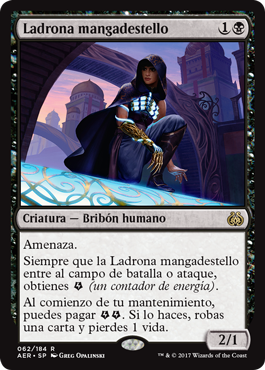 Ladrona mangadestello 1
Criatura — Bribón humano
Amenaza.
Siempre que la Ladrona mangadestello
entre al campo de batalla o ataque,
obtienes (un contador de energía).
Al comienzo de tu mantenimiento,
puedes pagar . Si lo haces, robas
una carta y pierdes 1 vida.
2/1
062/184 R
AER • SP Greg Opalinski
™ & © 2017 Wizards of the Coast